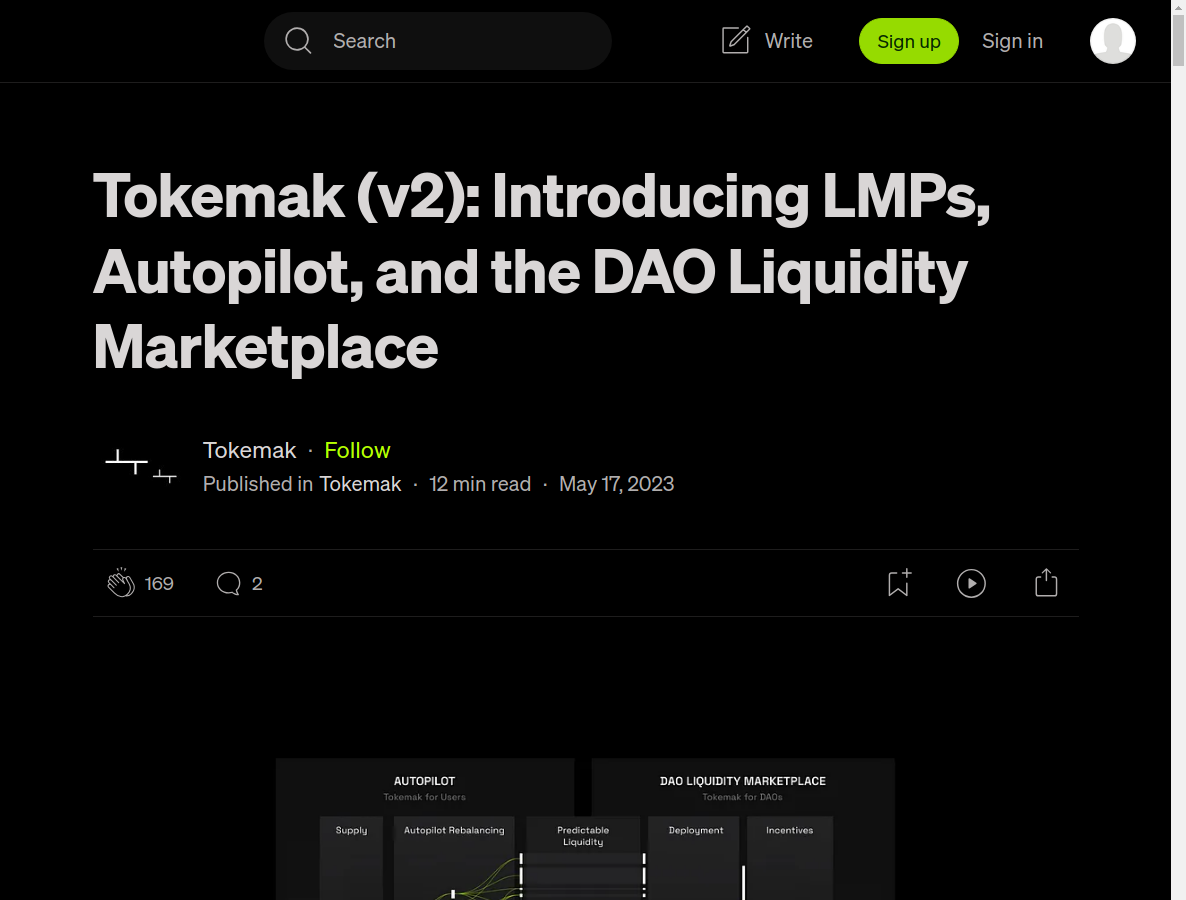 Search
Write
Sign up
Sign in
Tokemak (v2): Introducing LMPs,
Autopilot, and the DAO Liquidity
Marketplace
Tokemak · Follow
Published in Tokemak · 12 min read · May 17, 2023
169
2
AUTOPILOT
Tokemak for Users
Supply
Autopilot Rebalancing
DAO LIQUIDITY MARKETPLACE
Tokemak for DAOs
Predictable
Liquidity
Deployment
Incentives